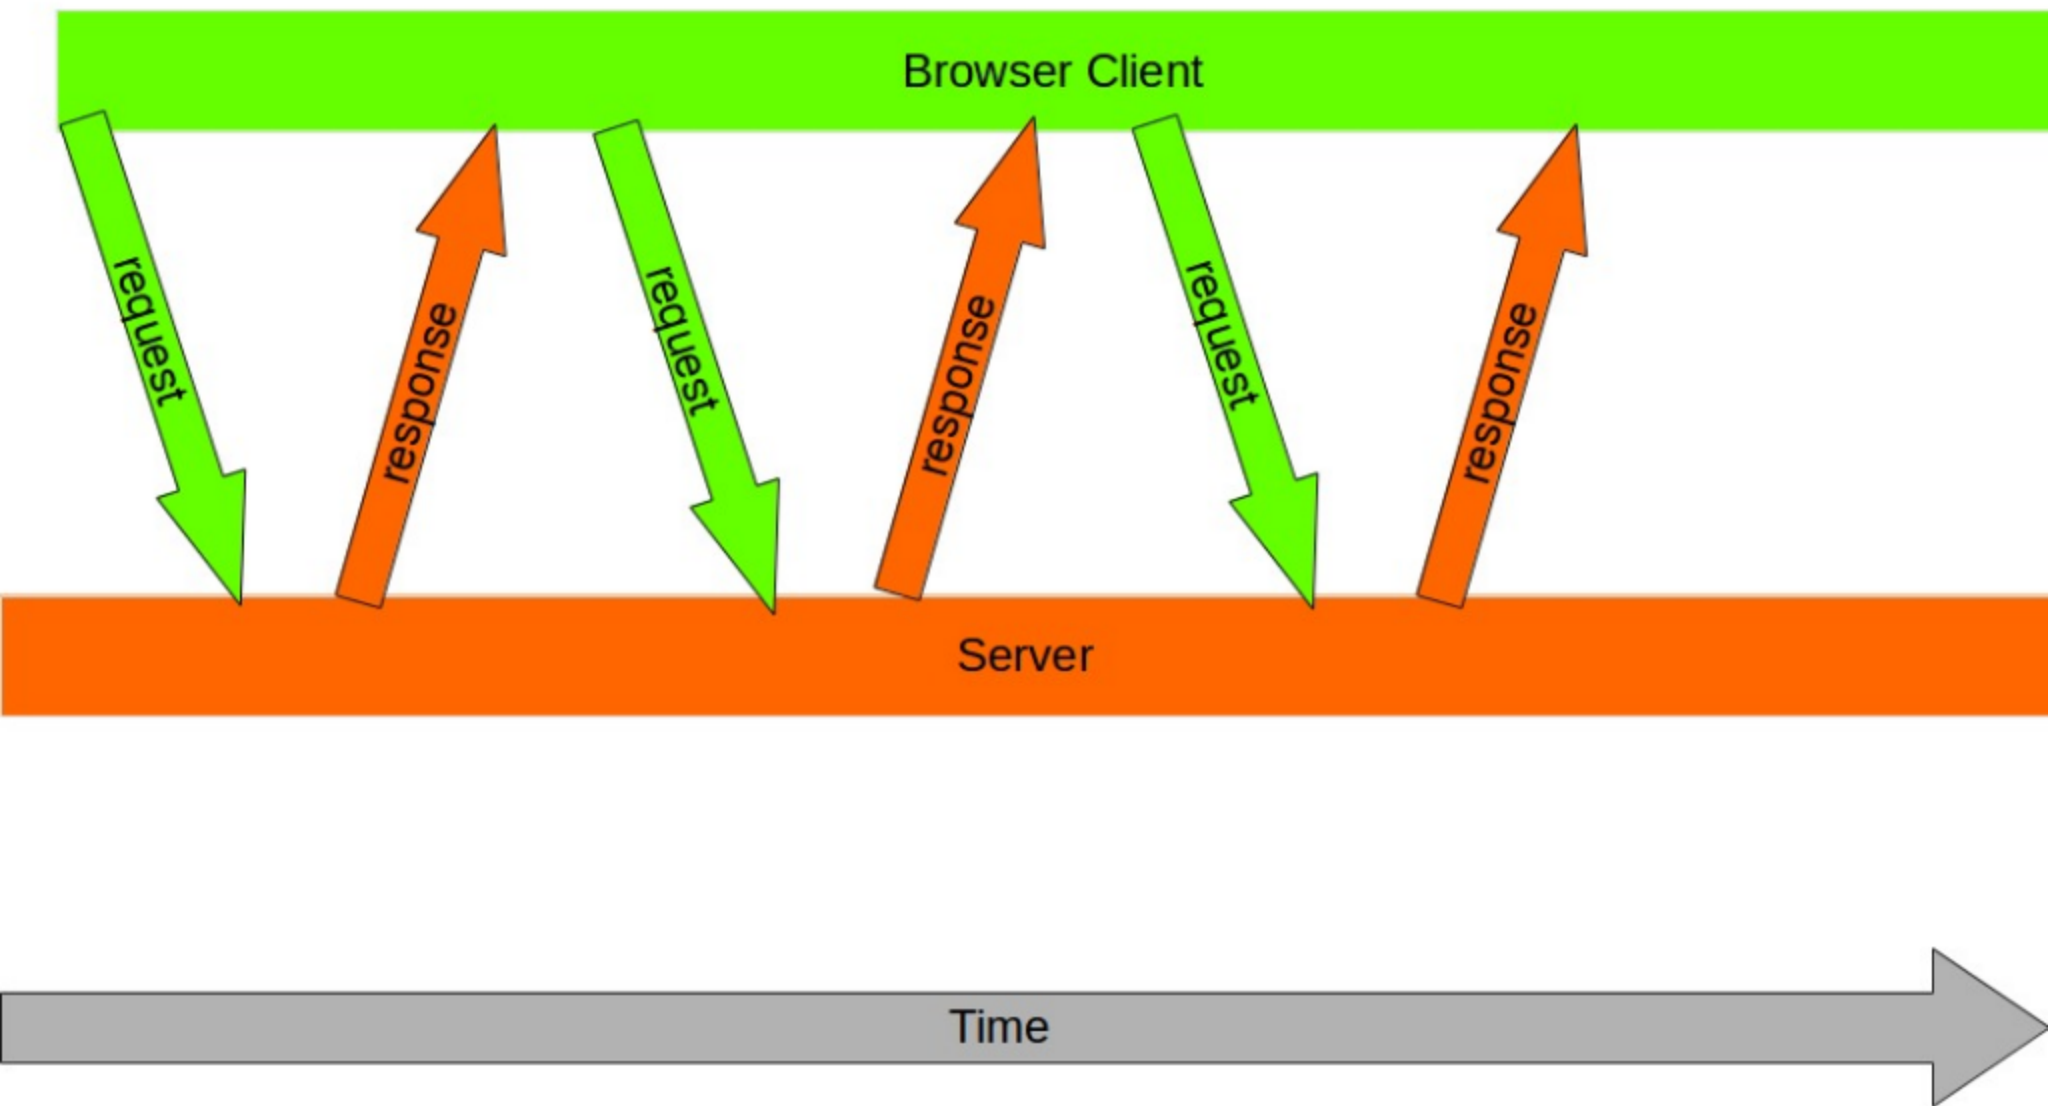 Browser Client
request
response
request
response
request
response
Server
Time